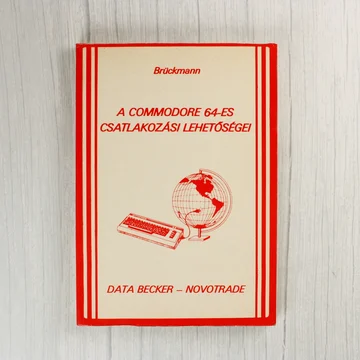 Brückmann
A COMMODORE 64-ES
CSATLAKOZÁSI LEHETŐSÉGEI
DATA BECKER – NOVOTRADE